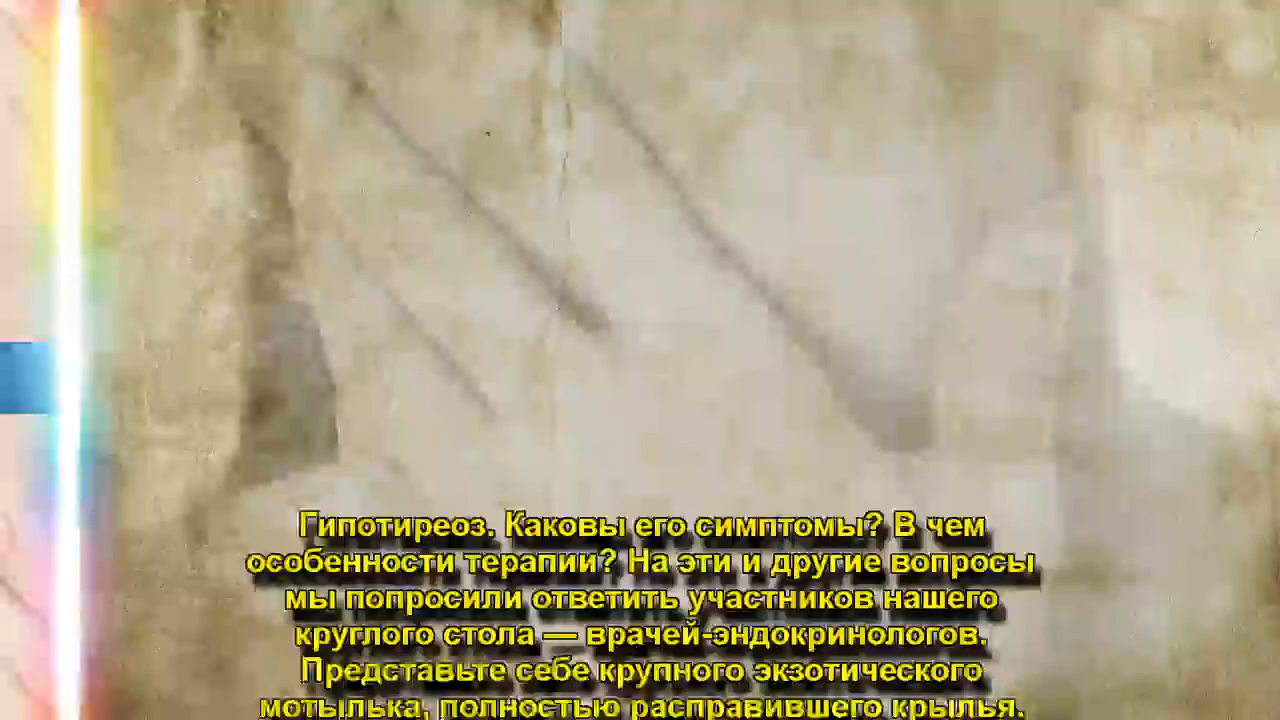 Гипотиреоз. Каковы его симптомы? В чем
особенности терапии? На эти и другие вопросы
мы попросили ответить участников нашего
круглого стола — врачей-эндокринологов.
Представьте себе крупного экзотического
мотылька, полностью расправившего крылья.